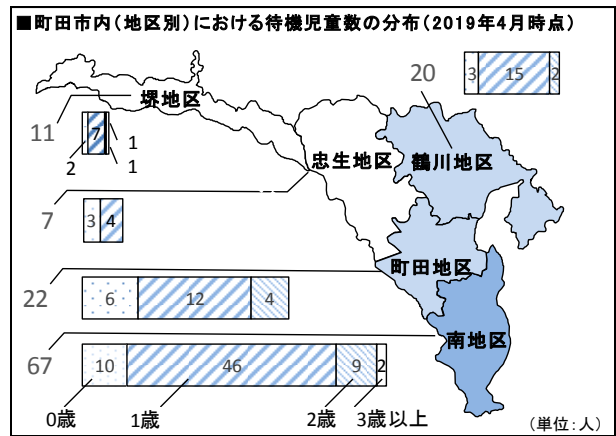 ■町田市内(地区別)における待機児童数の分布(2019年4月時点)
20
3 15 2
堺地区
11
7 1
2 1
忠生地区
鶴川地区
7
3 4
町田地区
22
6 12 4
南地区
67
10 46 9 2
0歳 1歳 2歳 3歳以上
(単位:人)